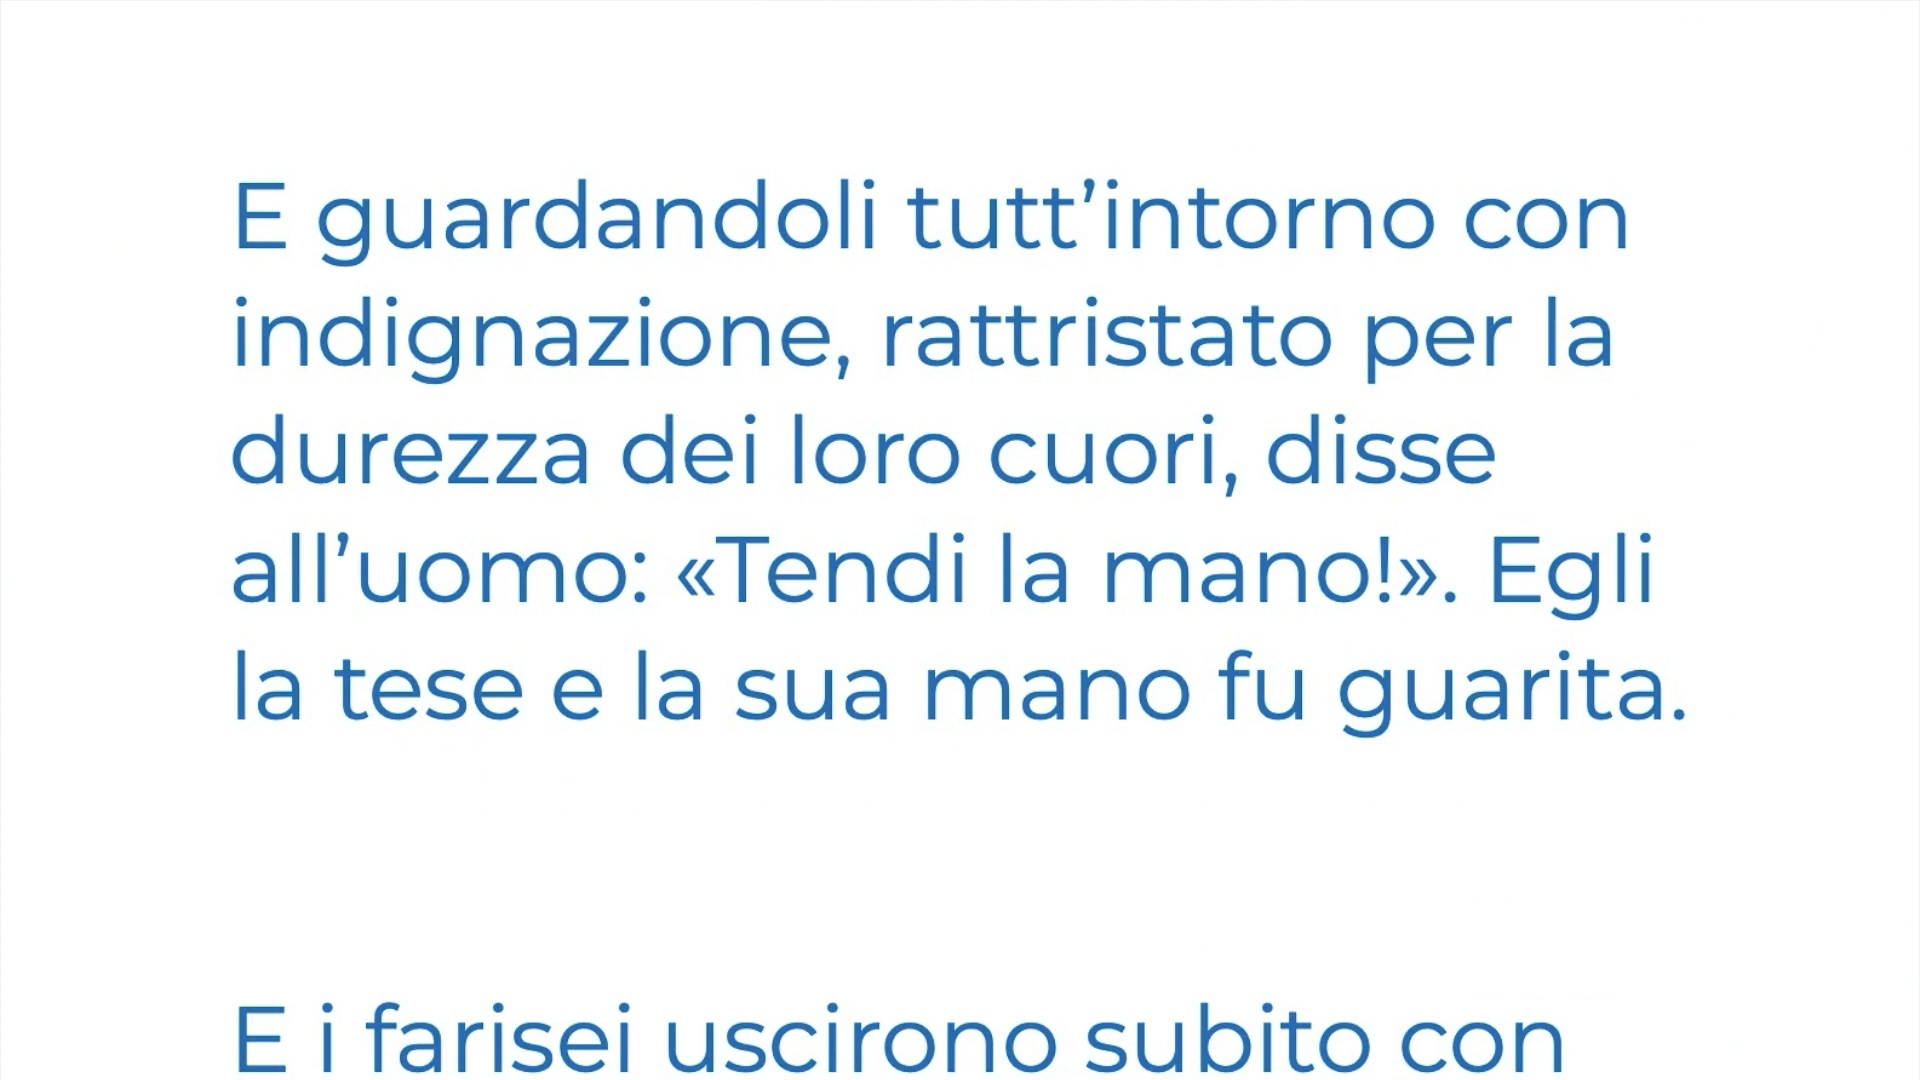 E guardandoli tutt’intorno con
indignazione, rattristato per la
durezza dei loro cuori, disse
all’uomo: «Tendi la mano!». Egli
la tese e la sua mano fu guarita.
E i farisei uscirono subito con